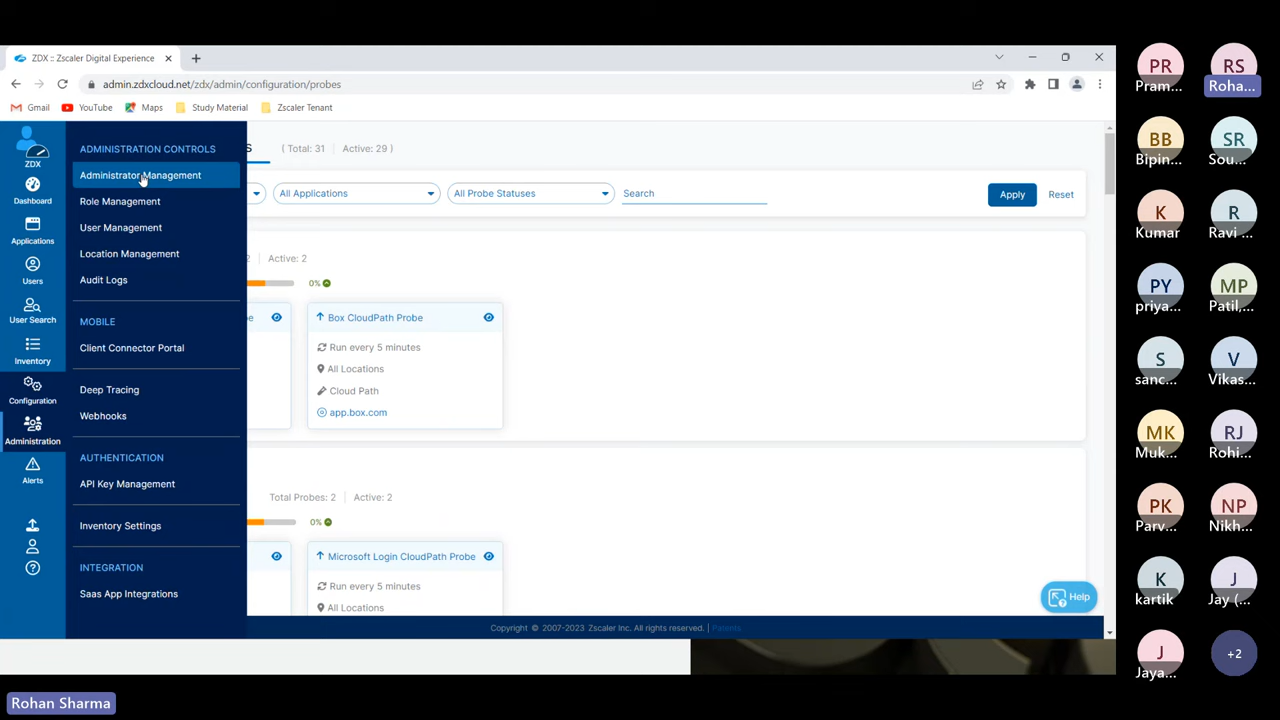 ZDX :: Zscaler Digital Experience
admin.zdxcloud.net/zdx/admin/configuration/probes
Gmail
YouTube
Maps
Study Material
Zscaler Tenant
ZDX
Dashboard
Applications
Users
User Search
Inventory
Configuration
Administration
Alerts
ADMINISTRATION CONTROLS
Administrator Management
Role Management
User Management
Location Management
Audit Logs
MOBILE
Client Connector Portal
Deep Tracing
Webhooks
AUTHENTICATION
API Key Management
Inventory Settings
INTEGRATION
Saas App Integrations
S
( Total: 31 | Active: 29 )
All Applications
All Probe Statuses
Search
Apply
Reset
2 | Active: 2
0%
e
Box CloudPath Probe
Run every 5 minutes
All Locations
Cloud Path
app.box.com
Total Probes: 2 | Active: 2
0%
Microsoft Login CloudPath Probe
Run every 5 minutes
All Locations
Help
Copyright © 2007-2023 Zscaler Inc. All rights reserved. | Patents
PR
Pram...
RS
Roha...
BB
Bipin...
SR
Sou...
K
Kumar
R
Ravi ...
PY
priya...
MP
Patil,...
S
sanc...
V
Vikas...
MK
Muk...
RJ
Rohi...
PK
Parv...
NP
Nikh...
K
kartik
J
Jay (...
J
Jaya...
+2
Rohan Sharma